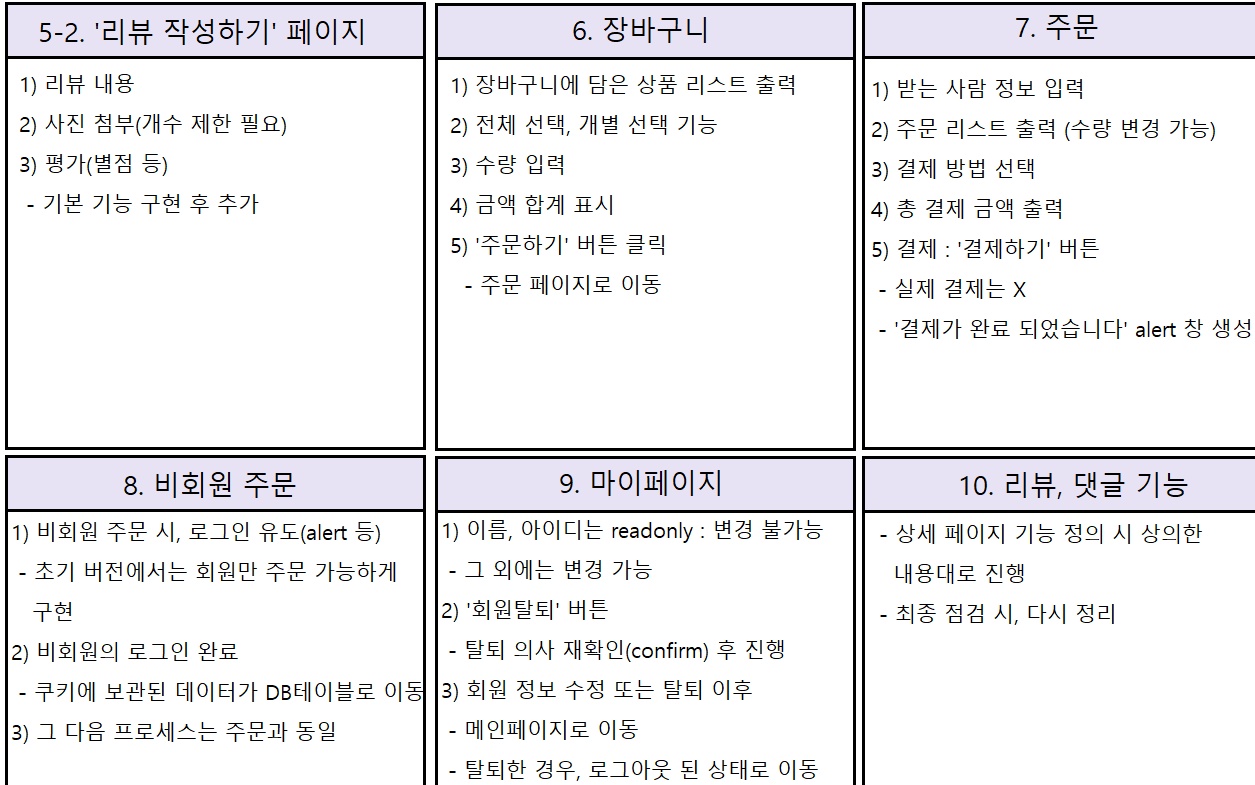 5-2. '리뷰 작성하기' 페이지
1) 리뷰 내용
2) 사진 첨부(개수 제한 필요)
3) 평가(별점 등)
- 기본 기능 구현 후 추가
6. 장바구니
1) 장바구니에 담은 상품 리스트 출력
2) 전체 선택, 개별 선택 기능
3) 수량 입력
4) 금액 합계 표시
5) '주문하기' 버튼 클릭
- 주문 페이지로 이동
7. 주문
1) 받는 사람 정보 입력
2) 주문 리스트 출력 (수량 변경 가능)
3) 결제 방법 선택
4) 총 결제 금액 출력
5) 결제 : '결제하기' 버튼
- 실제 결제는 X
- '결제가 완료 되었습니다' alert 창 생성
8. 비회원 주문
1) 비회원 주문 시, 로그인 유도(alert 등)
- 초기 버전에서는 회원만 주문 가능하게
구현
2) 비회원의 로그인 완료
- 쿠키에 보관된 데이터가 DB테이블로 이동
3) 그 다음 프로세스는 주문과 동일
9. 마이페이지
1) 이름, 아이디는 readonly : 변경 불가능
- 그 외에는 변경 가능
2) '회원탈퇴' 버튼
- 탈퇴 의사 재확인(confirm) 후 진행
3) 회원 정보 수정 또는 탈퇴 이후
- 메인페이지로 이동
- 탈퇴한 경우, 로그아웃 된 상태로 이동
10. 리뷰, 댓글 기능
- 상세 페이지 기능 정의 시 상의한
내용대로 진행
- 최종 점검 시, 다시 정리